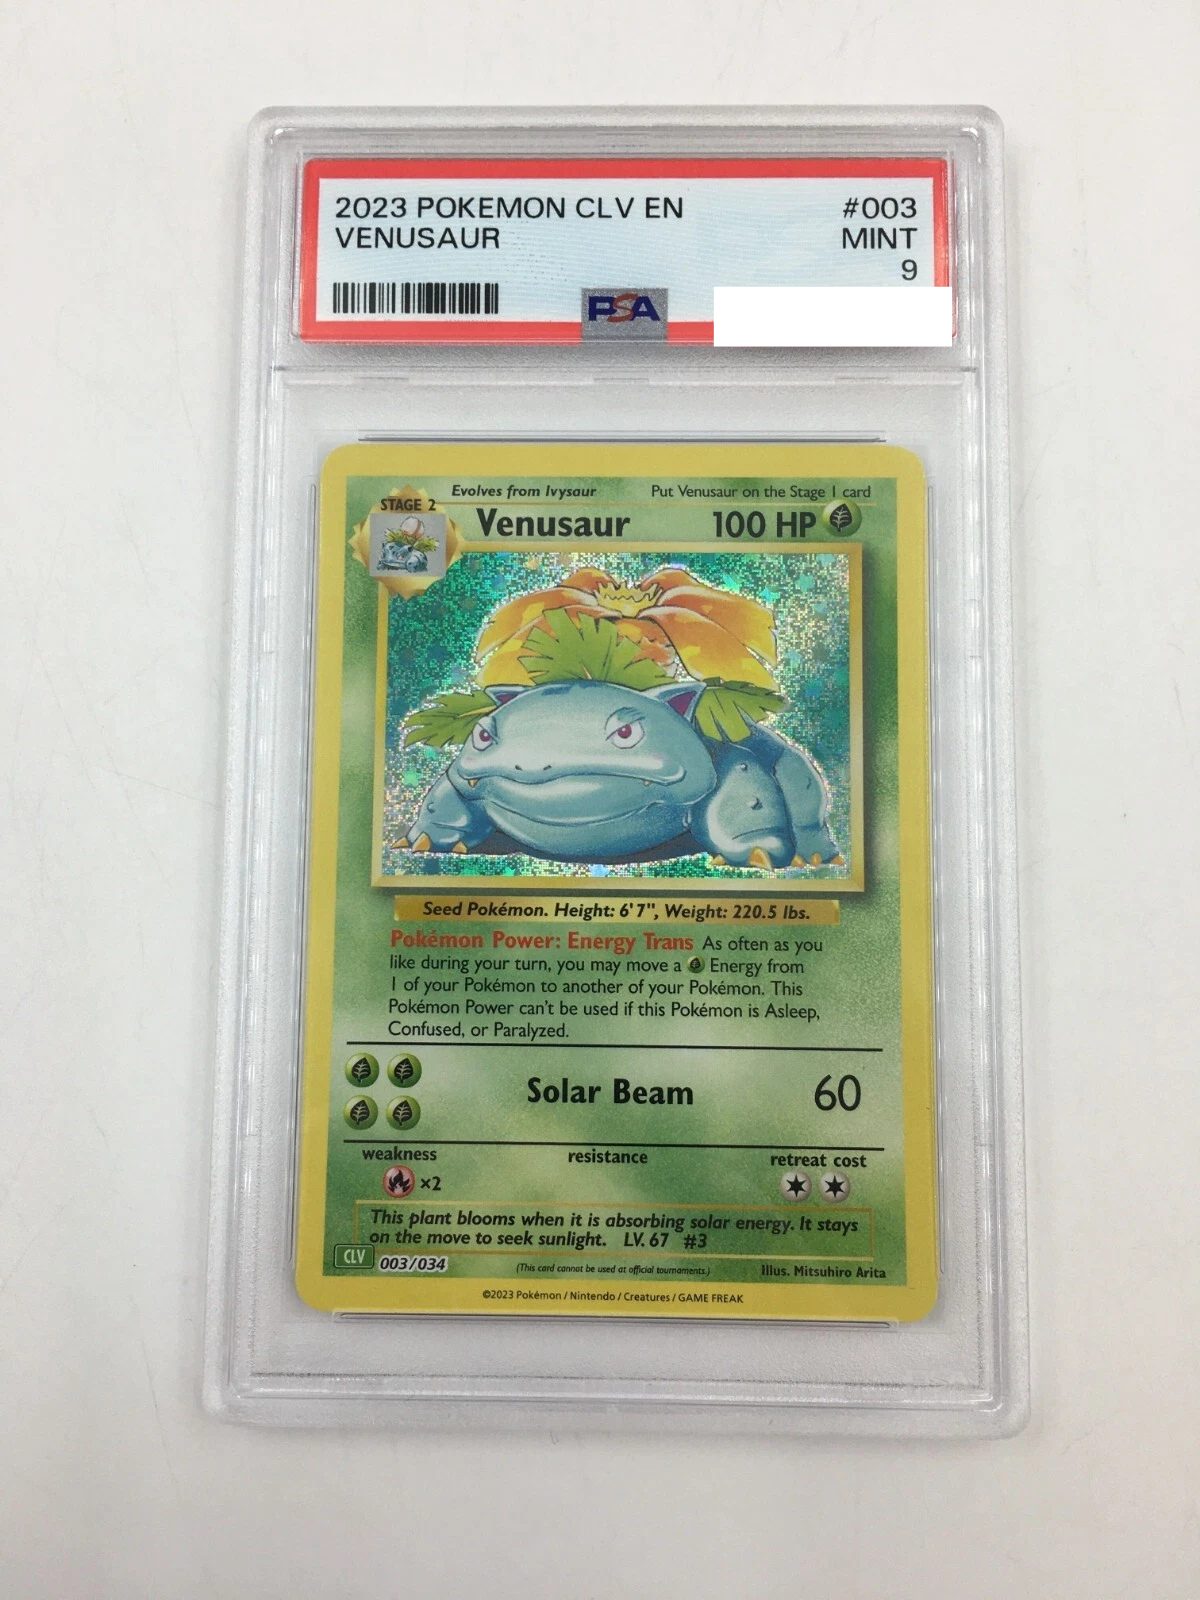 2023 POKEMON CLV EN #003
VENUSAUR MINT
9
PSA
Evolves from Ivysaur Put Venusaur on the Stage 1 card
STAGE 2
Venusaur 100 HP
Seed Pokémon. Height: 6'7", Weight: 220.5 lbs.
Pokémon Power: Energy Trans As often as you
like during your turn, you may move a Energy from
1 of your Pokémon to another of your Pokémon. This
Pokémon Power can't be used if this Pokémon is Asleep,
Confused, or Paralyzed.
Solar Beam 60
weakness resistance retreat cost
×2
This plant blooms when it is absorbing solar energy. It stays
on the move to seek sunlight. LV. 67 #3
CLV 003/034 (This card cannot be used at official tournaments.) Illus. Mitsuhiro Arita
©2023 Pokémon / Nintendo / Creatures / GAME FREAK